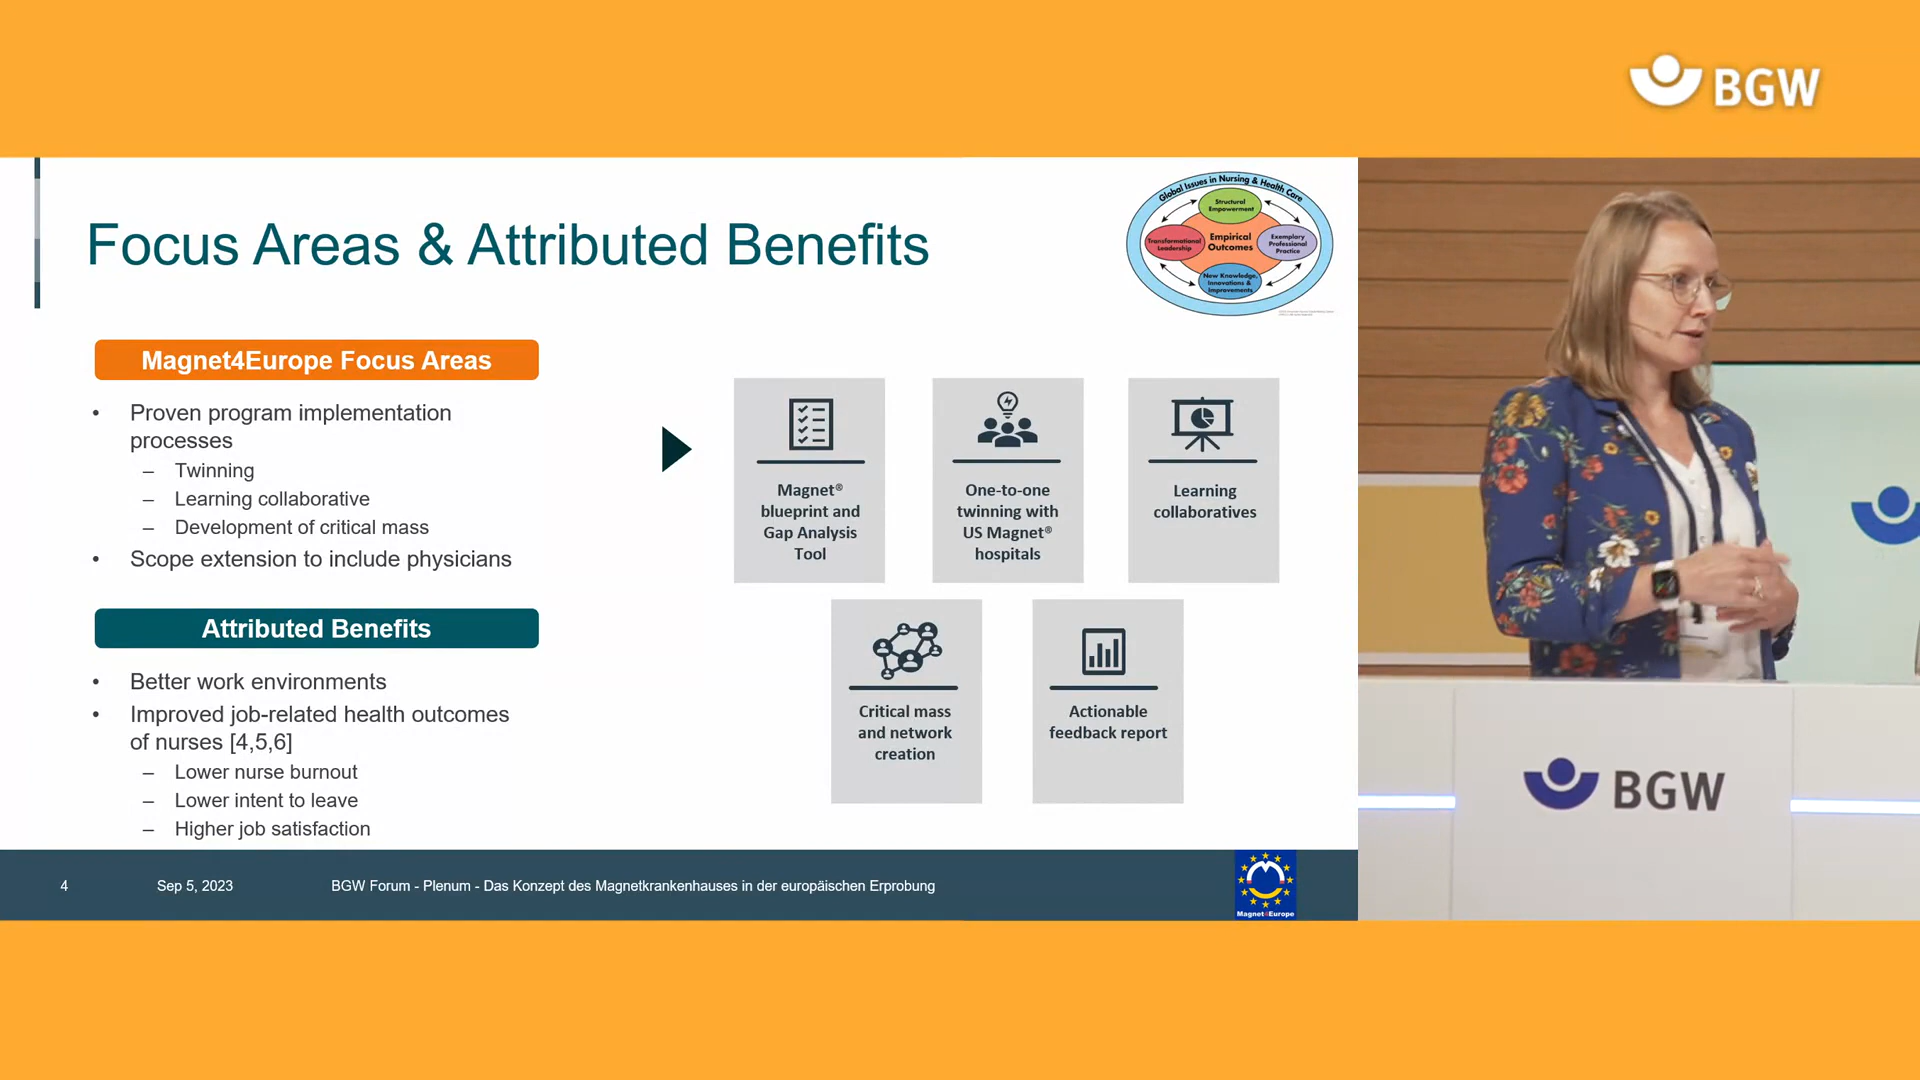 BGW
Focus Areas & Attributed Benefits
Global Issues in Nursing & Health Care
Structural
Empowerment
Transformational
Leadership
Empirical
Outcomes
Exemplary
Professional
Practice
New Knowledge,
Innovations &
Improvements
Magnet4Europe Focus Areas
• Proven program implementation
processes
– Twinning
– Learning collaborative
– Development of critical mass
• Scope extension to include physicians
Attributed Benefits
• Better work environments
• Improved job-related health outcomes
of nurses [4,5,6]
– Lower nurse burnout
– Lower intent to leave
– Higher job satisfaction
Magnet®
blueprint and
Gap Analysis
Tool
One-to-one
twinning with
US Magnet®
hospitals
Learning
collaboratives
Critical mass
and network
creation
Actionable
feedback report
4 Sep 5, 2023 BGW Forum - Plenum - Das Konzept des Magnetkrankenhauses in der europäischen Erprobung
Magnet4Europe
BGW